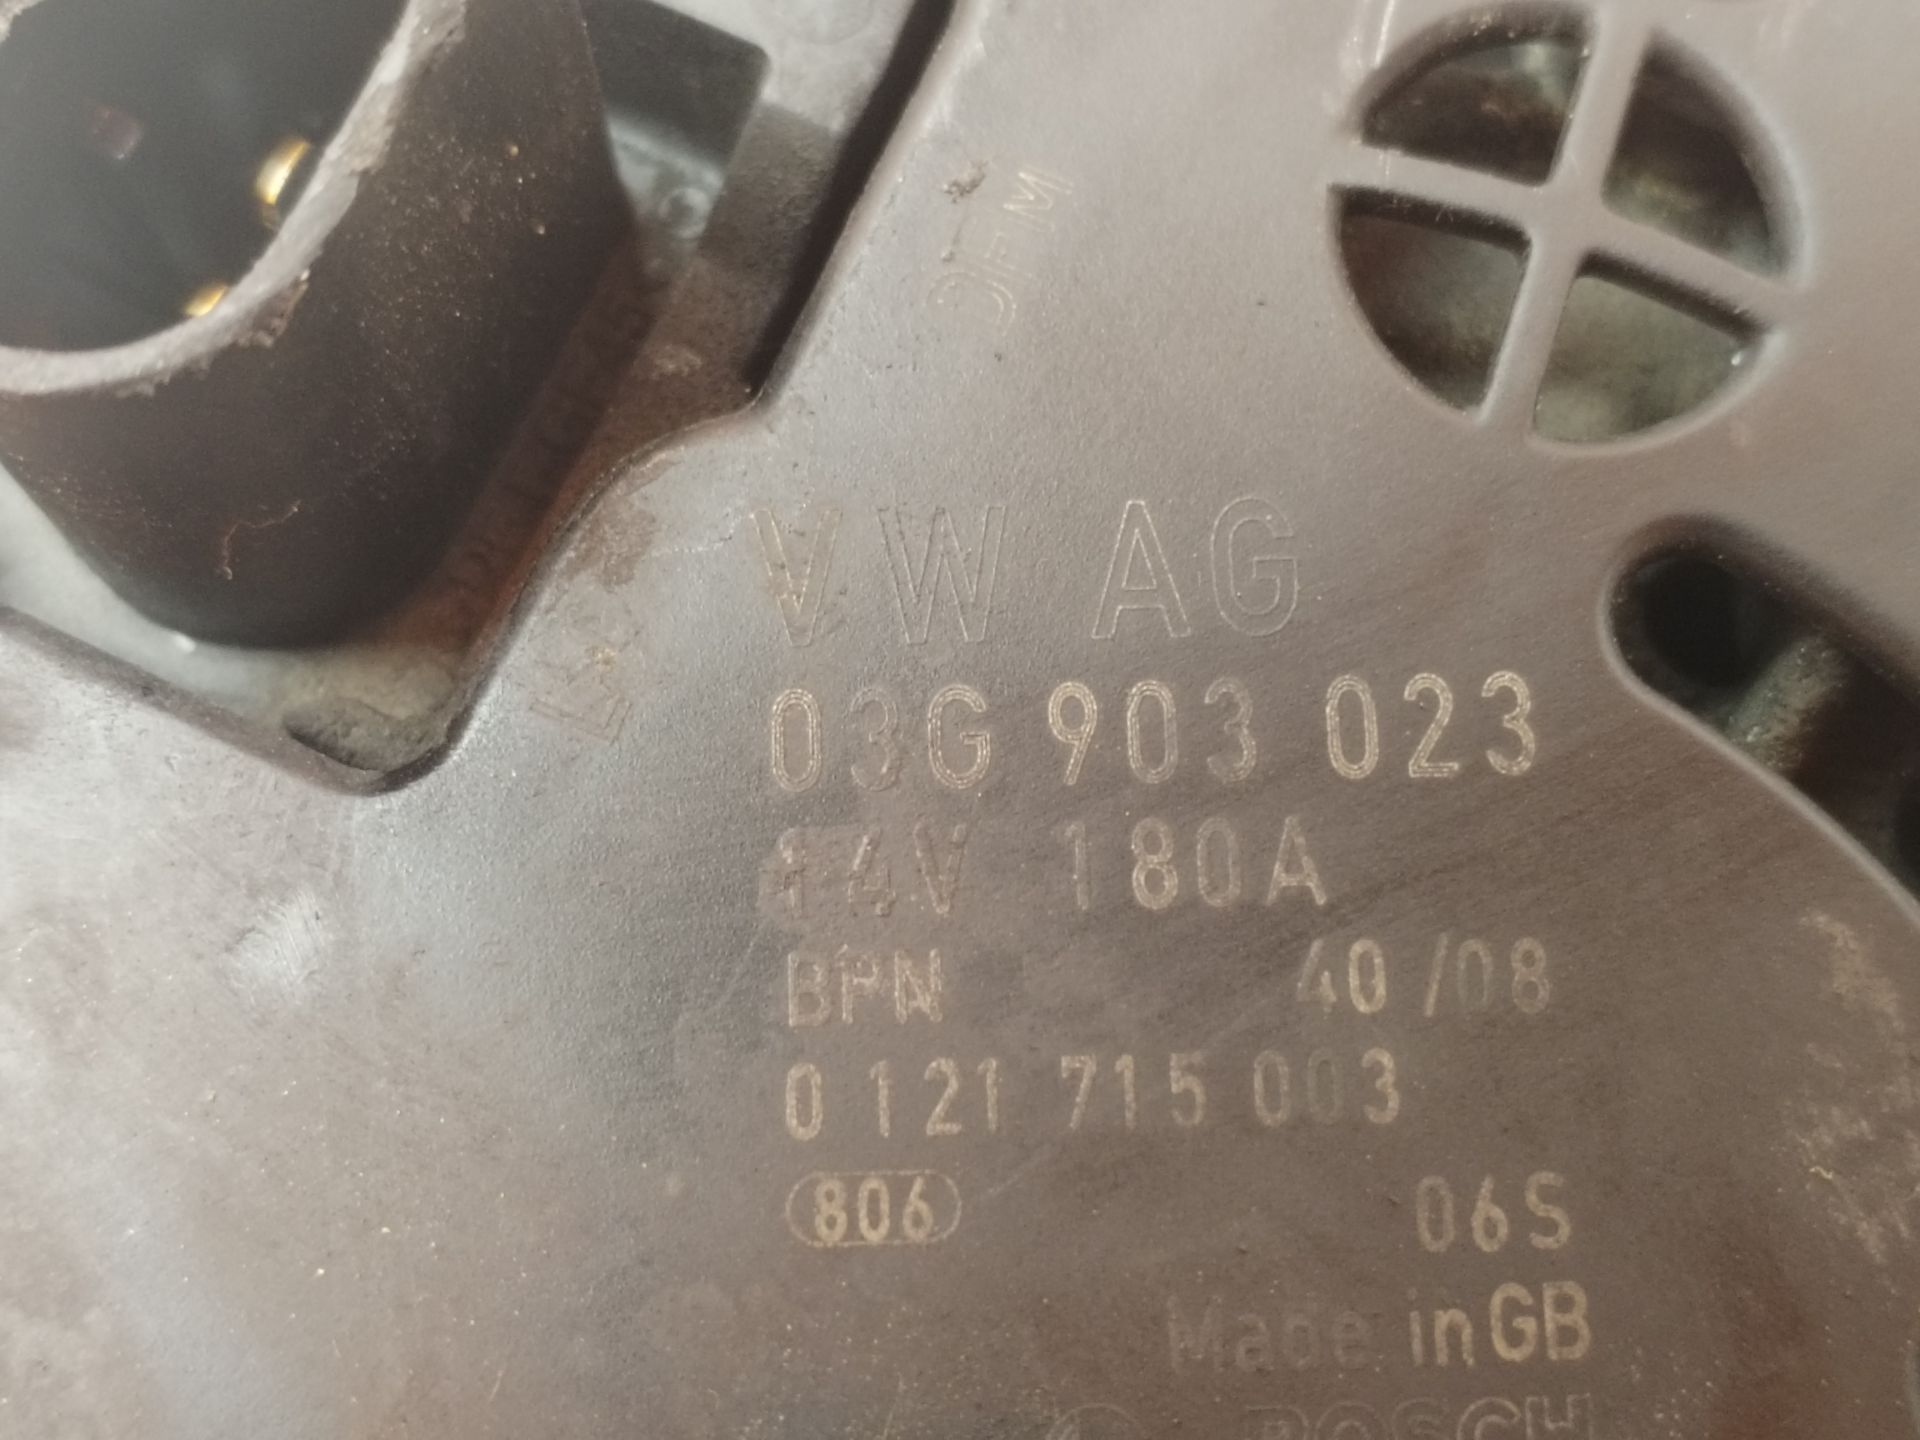 VW AG
03G 903 023
14V 180A
BPN 40/08
0 121 715 003
806 06S
Made in GB
BOSCH